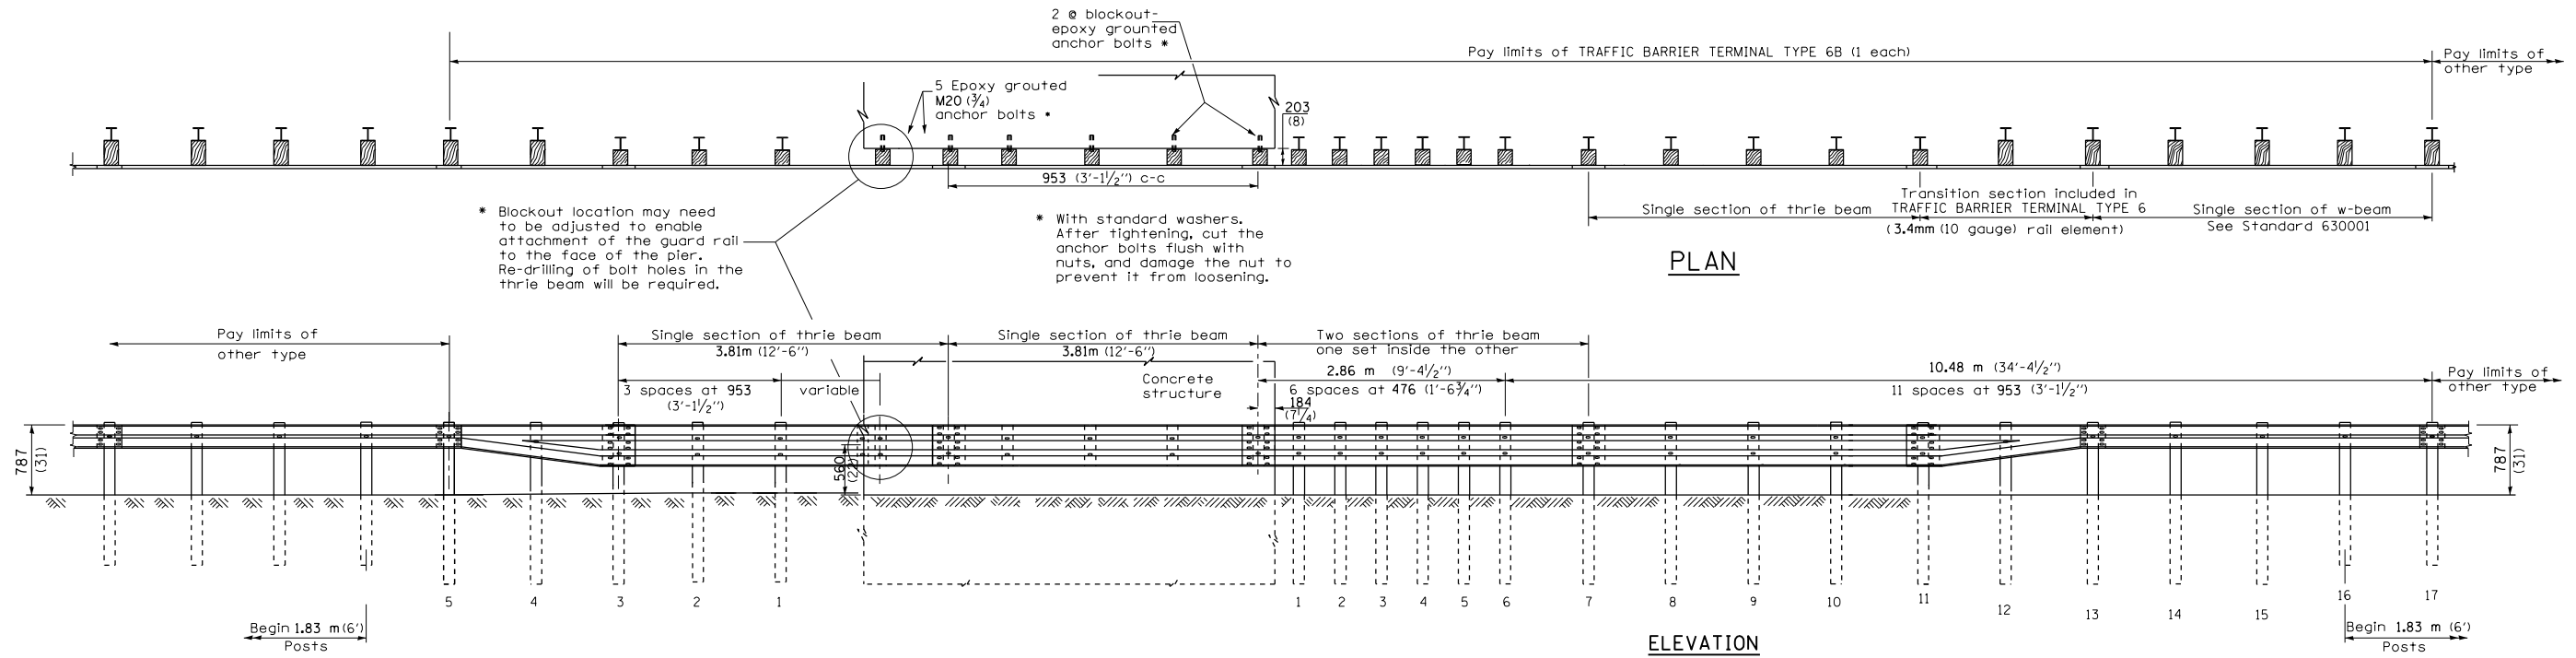 2 @ blockout-
epoxy grounted
anchor bolts *
Pay limits of TRAFFIC BARRIER TERMINAL TYPE 6B (1 each)
Pay limits of
other type
5 Epoxy grouted
M20 (3/4)
anchor bolts *
203
(8)
953 (3'-1 1/2'') c-c
* Blockout location may need
to be adjusted to enable
attachment of the guard rail
to the face of the pier.
Re-drilling of bolt holes in the
thrie beam will be required.
* With standard washers.
After tightening, cut the
anchor bolts flush with
nuts, and damage the nut to
prevent it from loosening.
Single section of thrie beam
Transition section included in
TRAFFIC BARRIER TERMINAL TYPE 6
(3.4mm (10 gauge) rail element)
Single section of w-beam
See Standard 630001
PLAN
Pay limits of
other type
Single section of thrie beam
3.81m (12'-6'')
Single section of thrie beam
3.81m (12'-6'')
Two sections of thrie beam
one set inside the other
3 spaces at 953
(3'-1 1/2'')
variable
Concrete
structure
2.86 m (9'-4 1/2'')
6 spaces at 476 (1'-6 3/4'')
184
(7 1/4)
10.48 m (34'-4 1/2'')
11 spaces at 953 (3'-1 1/2'')
Pay limits of
other type
787
(31)
560
(22)
787
(31)
5 4 3 2 1 1 2 3 4 5 6 7 8 9 10 11 12 13 14 15 16 17
Begin 1.83 m (6')
Posts
Begin 1.83 m (6')
Posts
ELEVATION